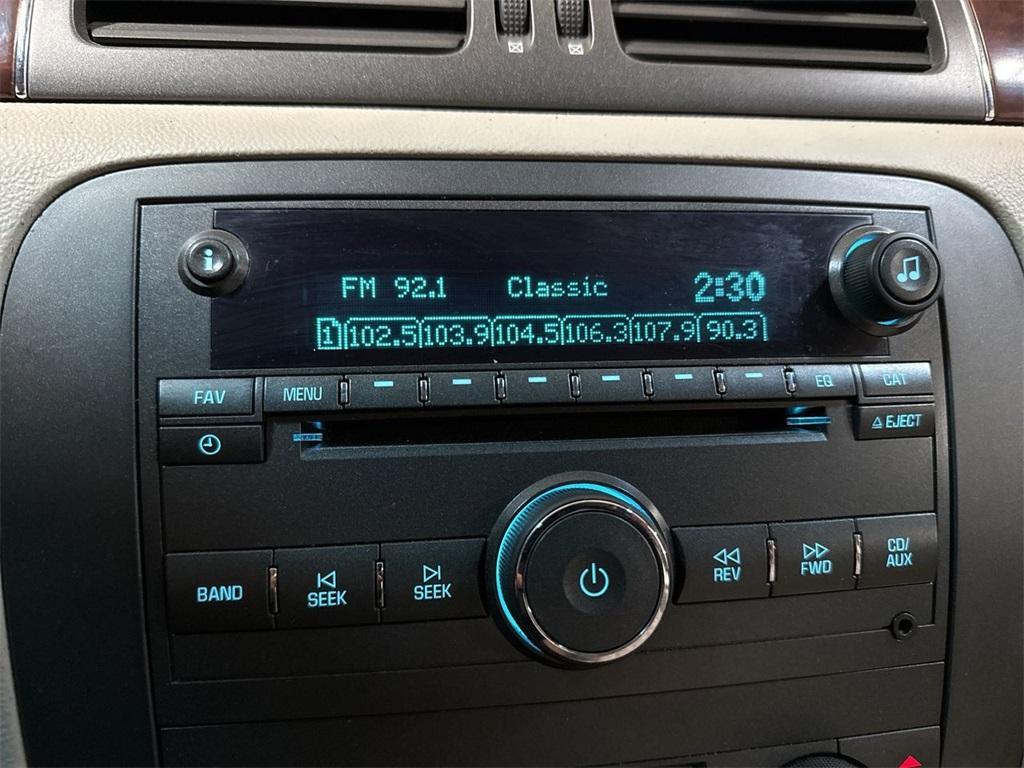 i
FM 92.1 Classic 2:30
1 102.5 103.9 104.5 106.3 107.9 90.3
FAV MENU EQ CAT
EJECT
BAND SEEK SEEK REV FWD CD/
AUX